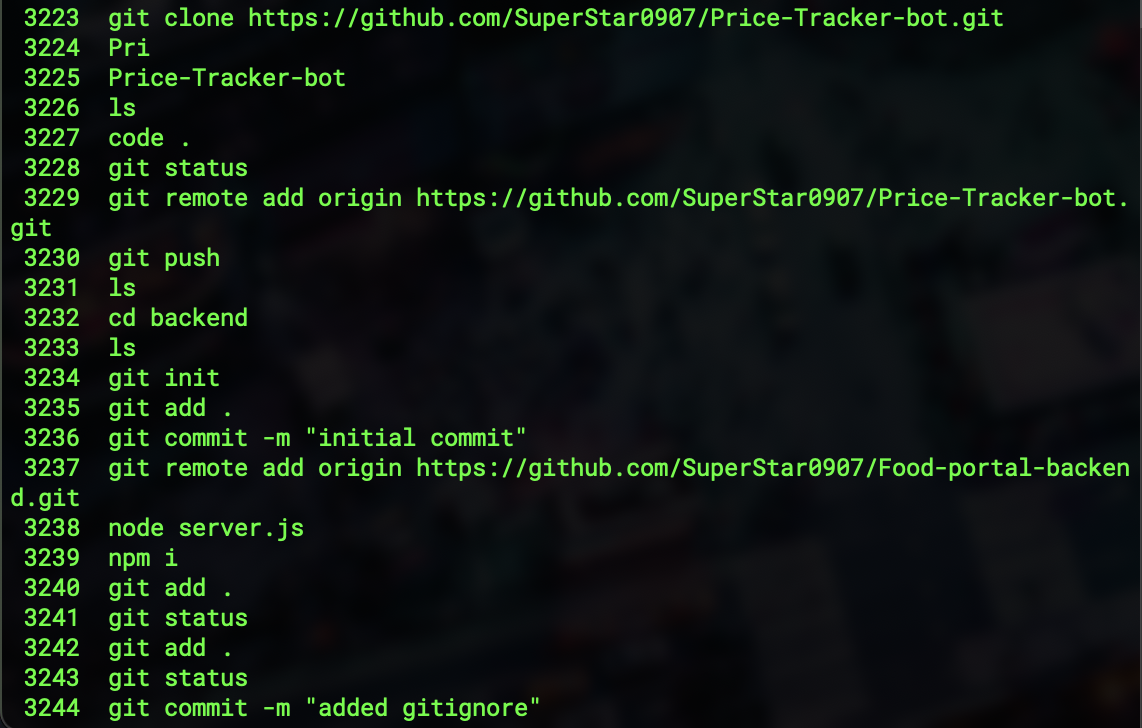 3223  git clone https://github.com/SuperStar0907/Price-Tracker-bot.git
3224  Pri
3225  Price-Tracker-bot
3226  ls
3227  code .
3228  git status
3229  git remote add origin https://github.com/SuperStar0907/Price-Tracker-bot.
git
3230  git push
3231  ls
3232  cd backend
3233  ls
3234  git init
3235  git add .
3236  git commit -m "initial commit"
3237  git remote add origin https://github.com/SuperStar0907/Food-portal-backen
d.git
3238  node server.js
3239  npm i
3240  git add .
3241  git status
3242  git add .
3243  git status
3244  git commit -m "added gitignore"